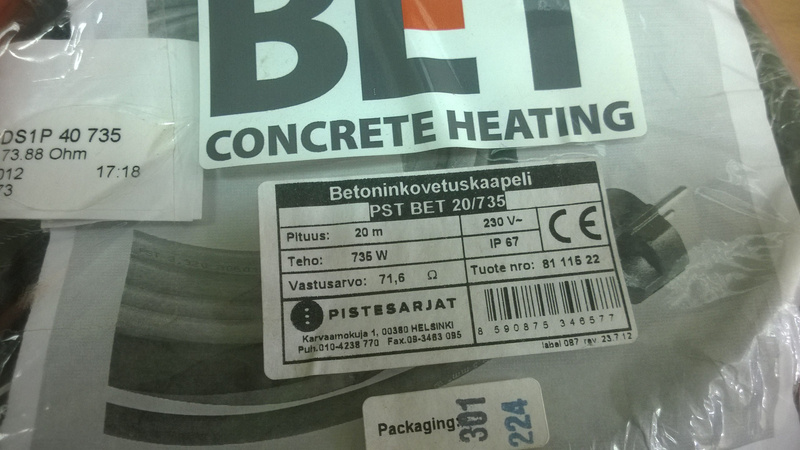 BET
CONCRETE HEATING
DS1P 40 735
73.88 Ohm
012 17:18
73
Betoninkovetuskaapeli
PST BET 20/735
Pituus: 20 m 230 V~
Teho: 735 W IP 67
CE
Vastusarvo: 71,6 Ω Tuote nro: 81 115 22
PISTESARJAT
Karvaamokuja 1, 00380 HELSINKI
Puh.010-4238 770 Fax.09-3463 095
8 590875 346577
label 087 rev. 23.7.12
Packaging: 301
224